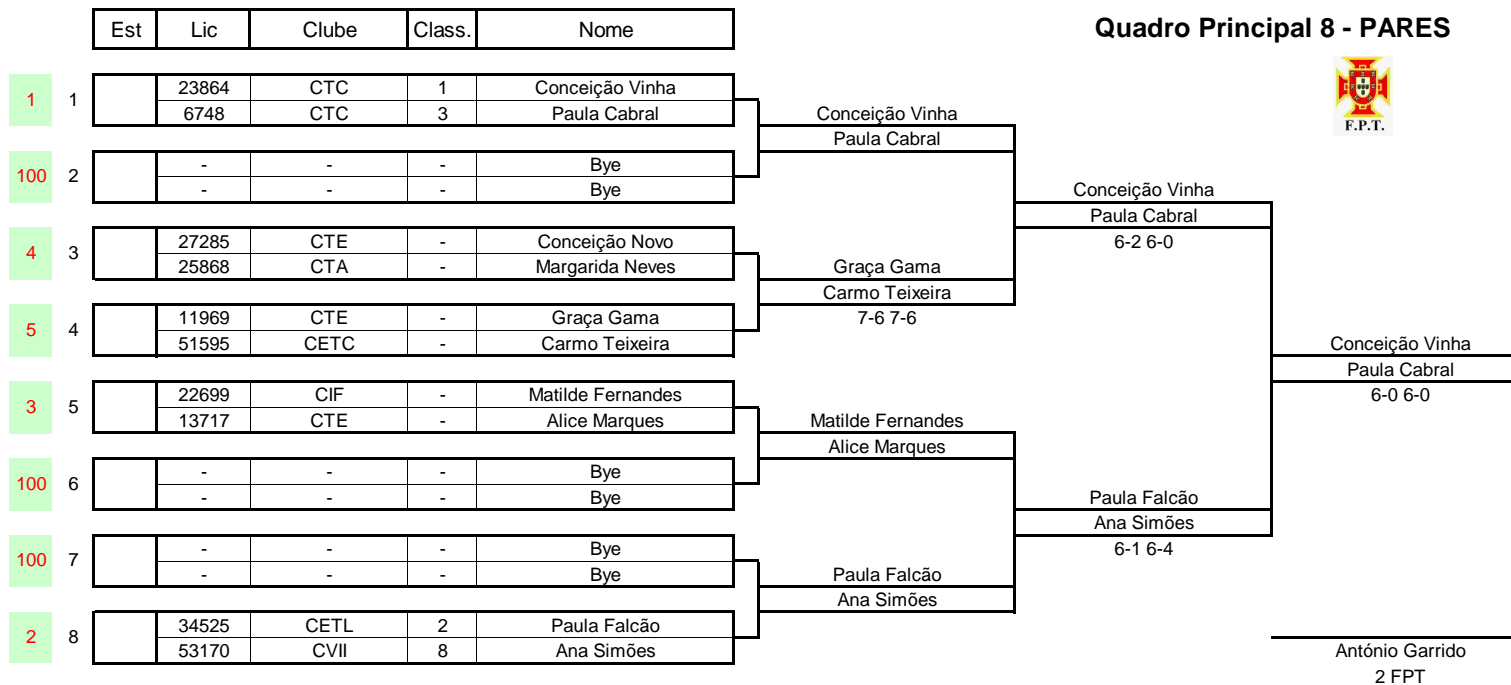 Est Lic Clube Class. Nome
Quadro Principal 8 - PARES
F.P.T.
1 1 23864 CTC 1 Conceição Vinha
6748 CTC 3 Paula Cabral
Conceição Vinha
Paula Cabral
100 2 - - - Bye
- - - Bye
Conceição Vinha
Paula Cabral
6-2 6-0
4 3 27285 CTE - Conceição Novo
25868 CTA - Margarida Neves
Graça Gama
Carmo Teixeira
7-6 7-6
5 4 11969 CTE - Graça Gama
51595 CETC - Carmo Teixeira
Conceição Vinha
Paula Cabral
6-0 6-0
3 5 22699 CIF - Matilde Fernandes
13717 CTE - Alice Marques
Matilde Fernandes
Alice Marques
100 6 - - - Bye
- - - Bye
Paula Falcão
Ana Simões
6-1 6-4
100 7 - - - Bye
- - - Bye
Paula Falcão
Ana Simões
2 8 34525 CETL 2 Paula Falcão
53170 CVII 8 Ana Simões
António Garrido
2 FPT